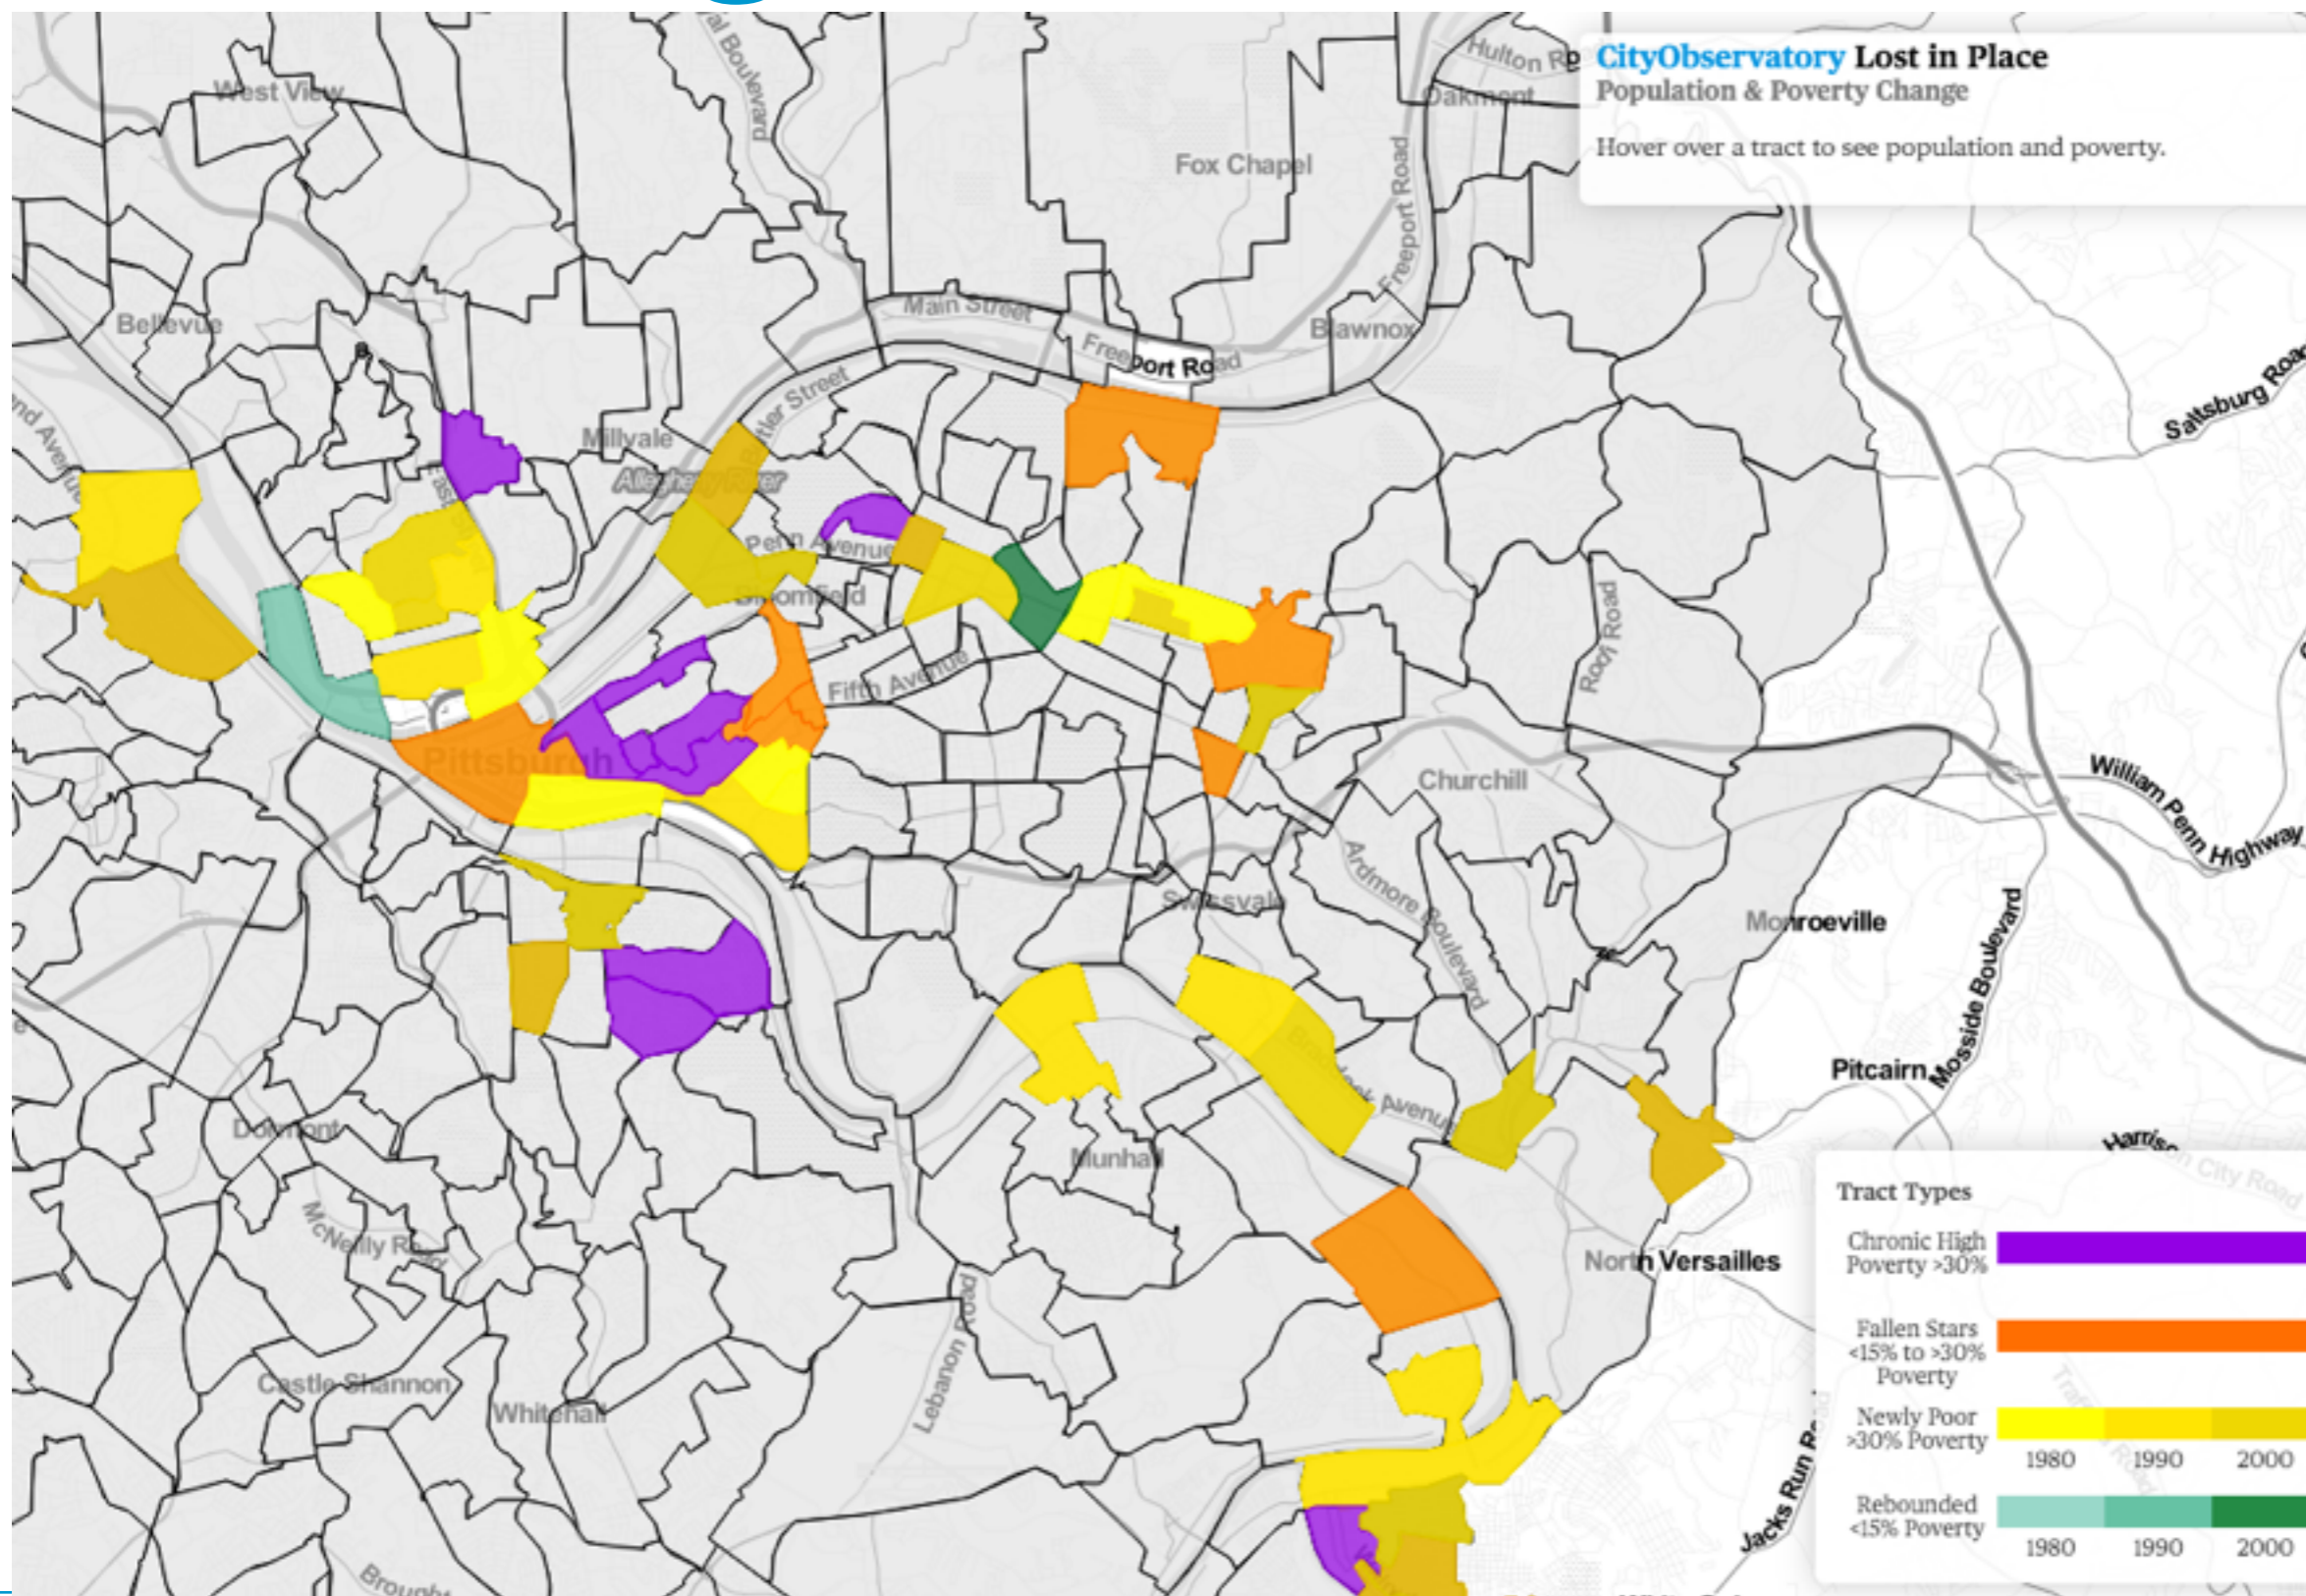 CityObservatory Lost in Place
Population & Poverty Change
Hover over a tract to see population and poverty.
Hulton
Oakmont
West View
Boulevard
Fox Chapel
Freeport Road
Bellevue
Main Street
Freeport Road
Blawnox
Butler Street
Saltsburg Road
Millvale
Allegheny River
Penn Avenue
Bloomfield
Fifth Avenue
Rodi Road
Pittsburgh
Churchill
William Penn Highway
Ardmore Boulevard
Swissvale
Monroeville
Mosside Boulevard
Pitcairn
Braddock Avenue
Dormont
Munhall
Harrison City Road
McNeilly Road
North Versailles
Lebanon Road
Castle Shannon
Whitehall
Jacks Run Road
Tract Types
Chronic High
Poverty >30%
Fallen Stars
<15% to >30%
Poverty
Newly Poor
>30% Poverty
1980 1990 2000
Rebounded
<15% Poverty
1980 1990 2000